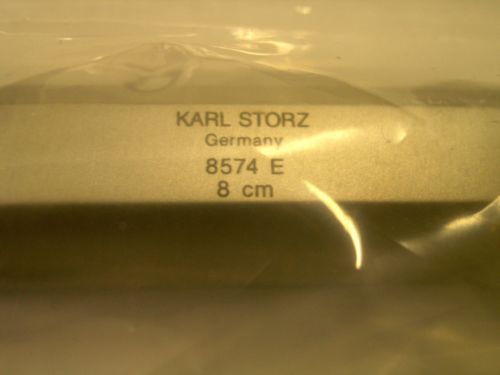 KARL STORZ
Germany
8574 E
8 cm